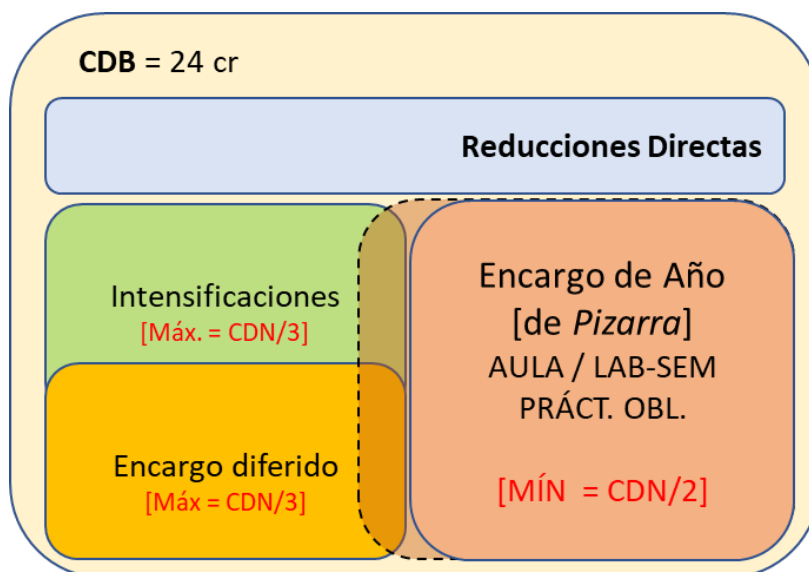 CDB = 24 cr
Reducciones Directas
Intensificaciones
[Máx. = CDN/3]
Encargo diferido
[Máx = CDN/3]
Encargo de Año
[de Pizarra]
AULA / LAB-SEM
PRÁCT. OBL.
[MÍN = CDN/2]